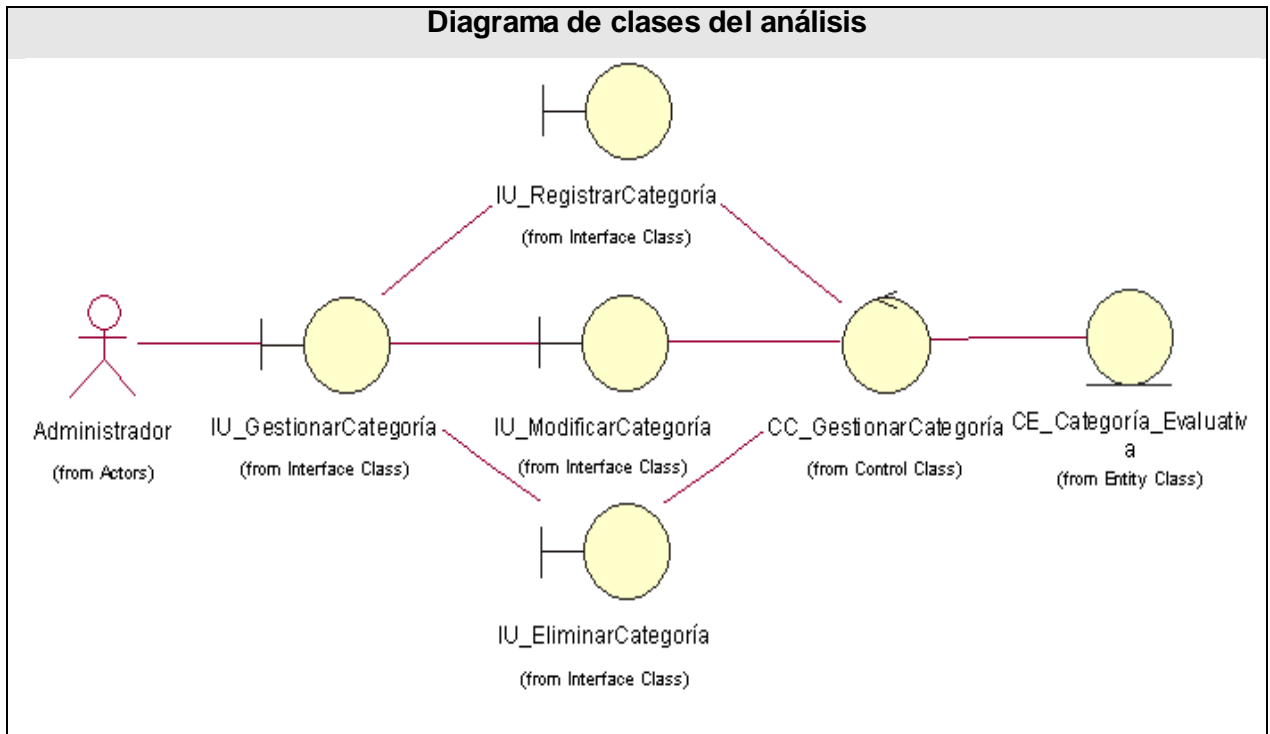 Diagrama de clases del análisis
IU_RegistrarCategoría
(from Interface Class)
Administrador
(from Actors)
IU_GestionarCategoría
(from Interface Class)
IU_ModificarCategoría
(from Interface Class)
CC_GestionarCategoría
(from Control Class)
CE_Categoría_Evaluativ
a
(from Entity Class)
IU_EliminarCategoría
(from Interface Class)